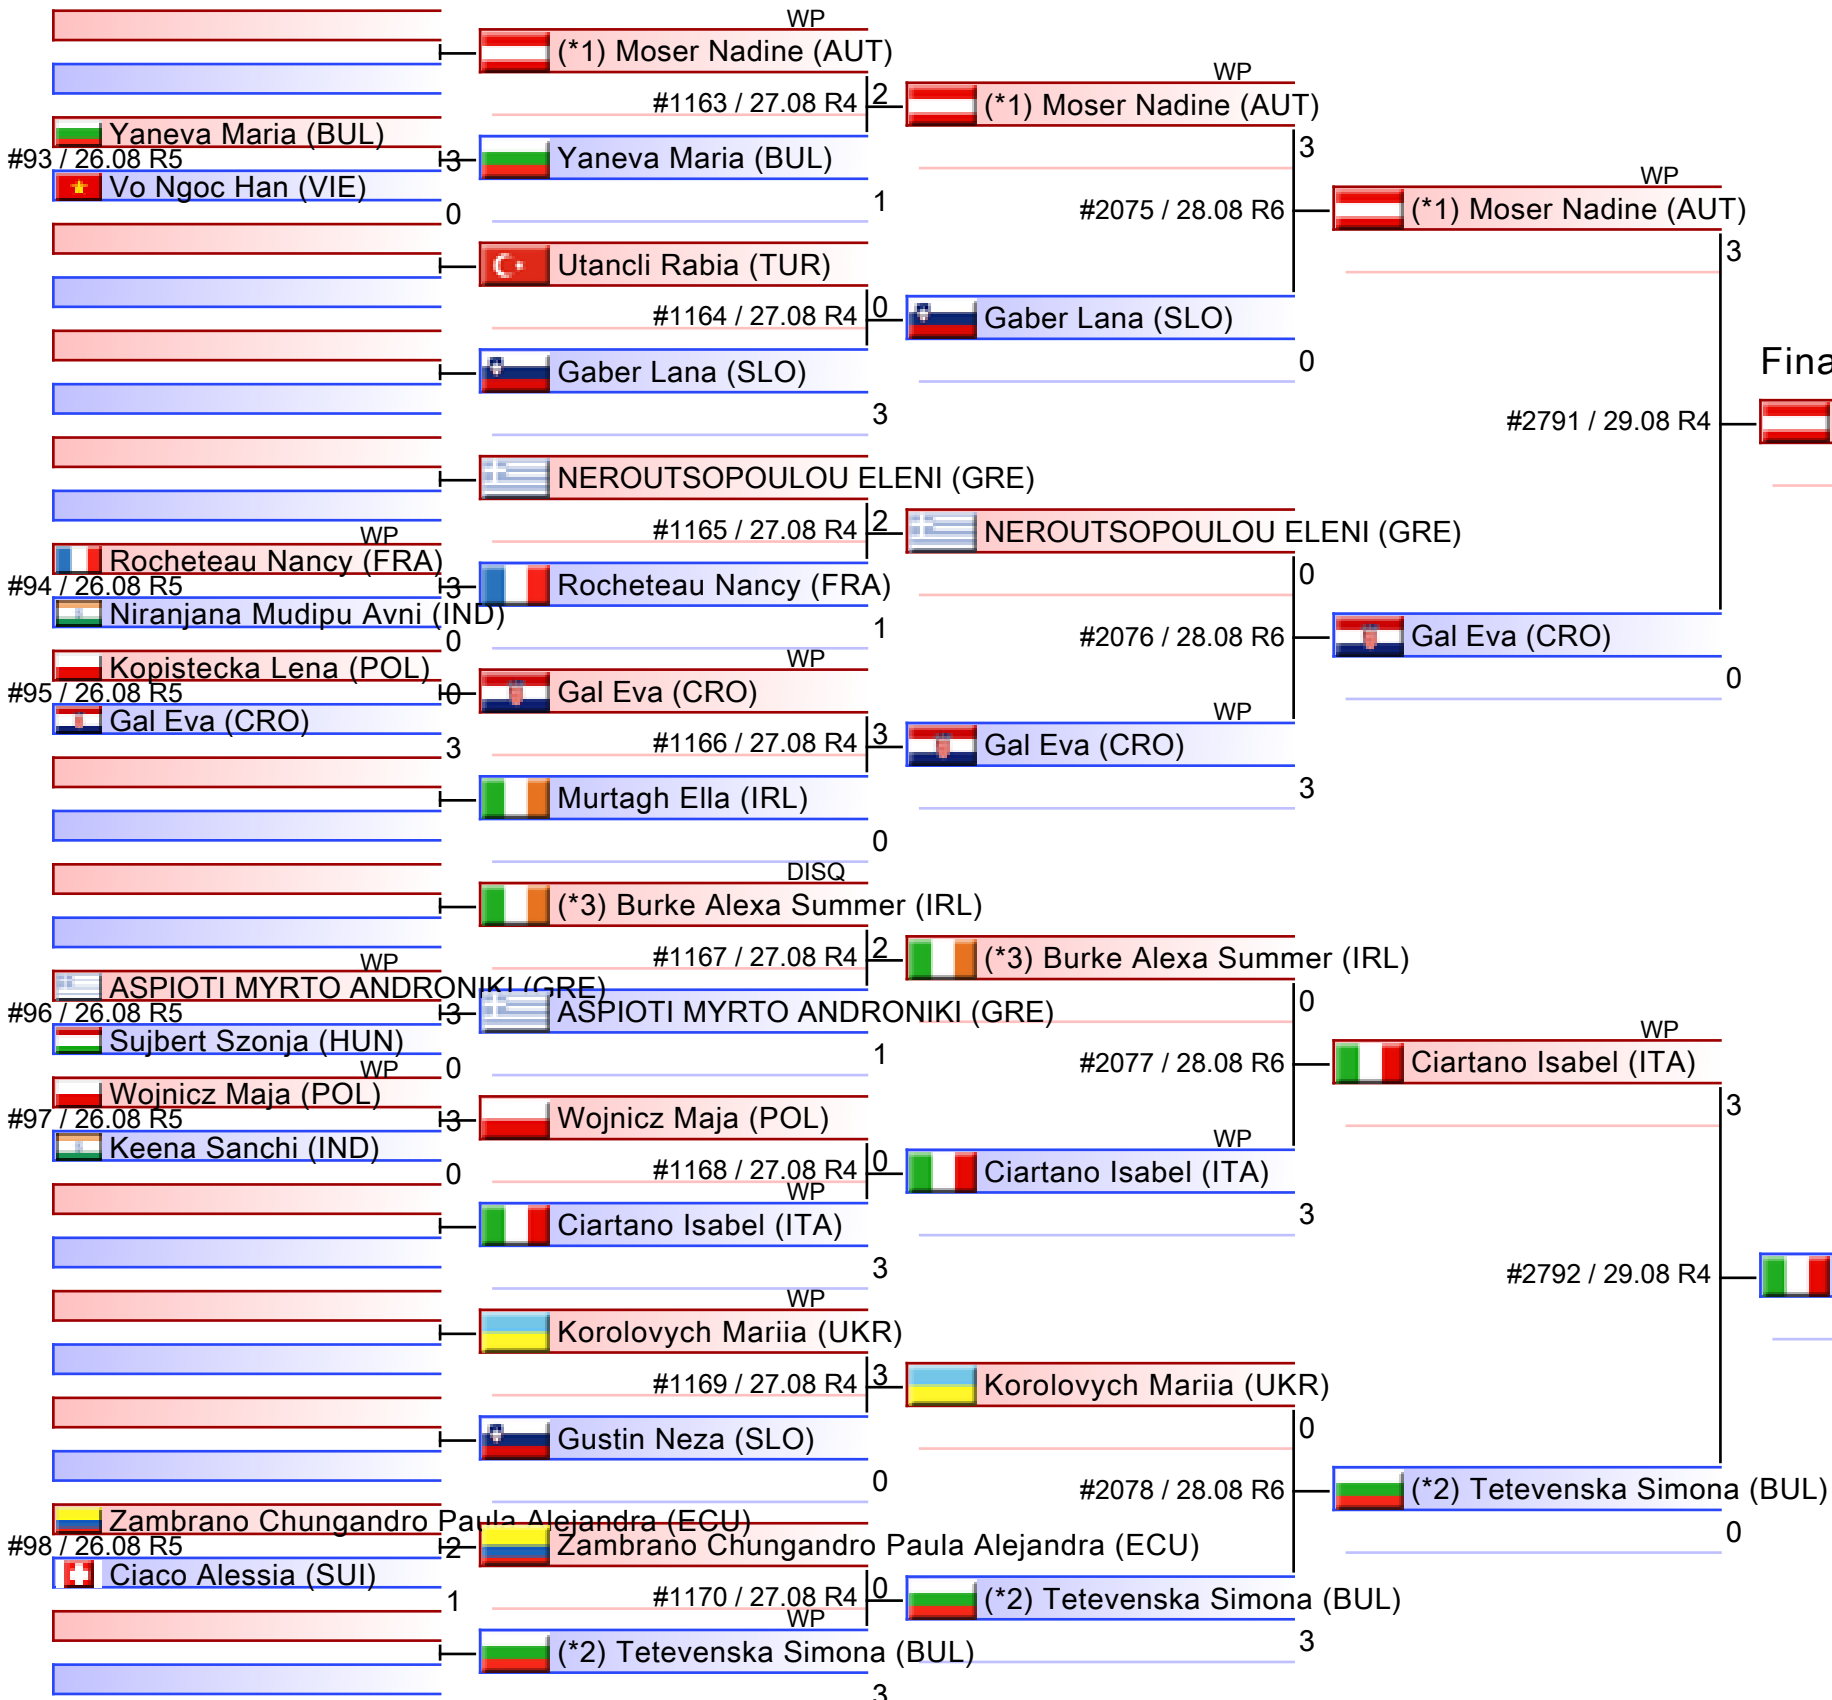 WP
(*1) Moser Nadine (AUT)
#1163 / 27.08 R4
2
Yaneva Maria (BUL)
#93 / 26.08 R5
3
Vo Ngoc Han (VIE)
0
Yaneva Maria (BUL)
1
WP
(*1) Moser Nadine (AUT)
3
#2075 / 28.08 R6
Utancli Rabia (TUR)
#1164 / 27.08 R4
0
Gaber Lana (SLO)
3
Gaber Lana (SLO)
0
WP
(*1) Moser Nadine (AUT)
3
#2791 / 29.08 R4
NEROUTSOPOULOU ELENI (GRE)
#1165 / 27.08 R4
2
WP
Rocheteau Nancy (FRA)
#94 / 26.08 R5
3
Niranjana Mudipu Avni (IND)
0
Rocheteau Nancy (FRA)
1
NEROUTSOPOULOU ELENI (GRE)
0
#2076 / 28.08 R6
Kopistecka Lena (POL)
#95 / 26.08 R5
0
Gal Eva (CRO)
3
WP
Gal Eva (CRO)
#1166 / 27.08 R4
3
Murtagh Ella (IRL)
0
WP
Gal Eva (CRO)
3
Gal Eva (CRO)
0
DISQ
(*3) Burke Alexa Summer (IRL)
#1167 / 27.08 R4
2
WP
ASPIOTI MYRTO ANDRONIKI (GRE)
#96 / 26.08 R5
3
Sujbert Szonja (HUN)
0
ASPIOTI MYRTO ANDRONIKI (GRE)
1
(*3) Burke Alexa Summer (IRL)
0
#2077 / 28.08 R6
WP
Wojnicz Maja (POL)
#97 / 26.08 R5
3
Keena Sanchi (IND)
0
Wojnicz Maja (POL)
#1168 / 27.08 R4
0
WP
Ciartano Isabel (ITA)
3
WP
Ciartano Isabel (ITA)
3
WP
Ciartano Isabel (ITA)
3
#2792 / 29.08 R4
WP
Korolovych Mariia (UKR)
#1169 / 27.08 R4
3
Gustin Neza (SLO)
0
Korolovych Mariia (UKR)
0
#2078 / 28.08 R6
Zambrano Chungandro Paula Alejandra (ECU)
#98 / 26.08 R5
2
Ciaco Alessia (SUI)
1
Zambrano Chungandro Paula Alejandra (ECU)
#1170 / 27.08 R4
0
WP
(*2) Tetevenska Simona (BUL)
3
(*2) Tetevenska Simona (BUL)
3
(*2) Tetevenska Simona (BUL)
0
Fina